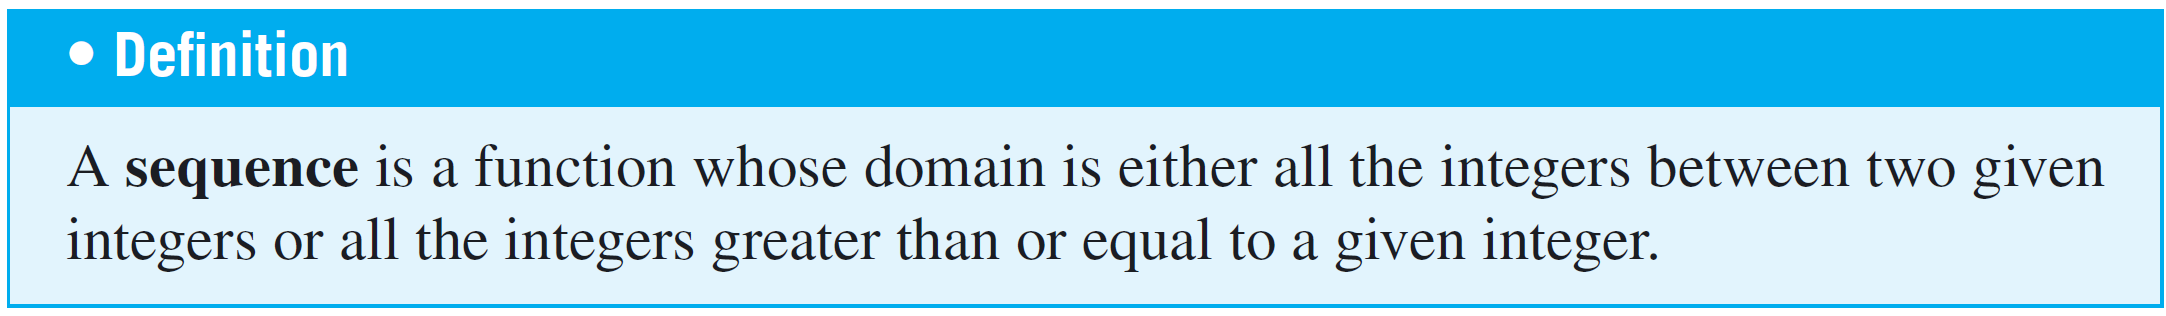 • Definition
A sequence is a function whose domain is either all the integers between two given
integers or all the integers greater than or equal to a given integer.